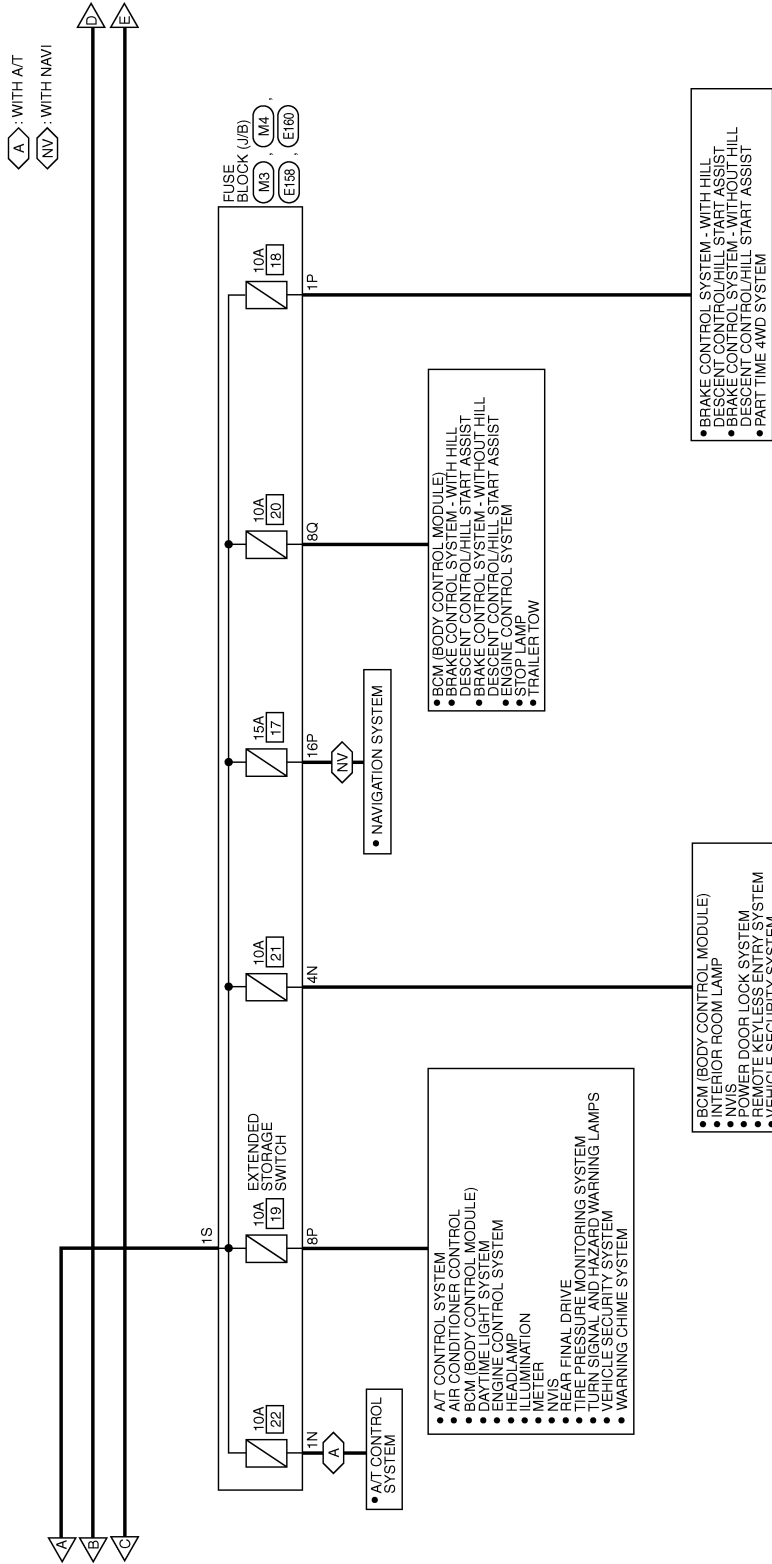 A : WITH A/T
NV : WITH NAVI
A
B
C
D
E
1S
FUSE
BLOCK (J/B)
M3 , M4 ,
E158 , E160
10A
22
10A
19
EXTENDED
STORAGE
SWITCH
10A
21
15A
17
10A
20
10A
18
1N
8P
4N
16P
8Q
1P
A
NV
• A/T CONTROL
SYSTEM
• A/T CONTROL SYSTEM
• AIR CONDITIONER CONTROL
• BCM (BODY CONTROL MODULE)
• DAYTIME LIGHT SYSTEM
• ENGINE CONTROL SYSTEM
• HEADLAMP
• ILLUMINATION
• METER
• NVIS
• REAR FINAL DRIVE
• TIRE PRESSURE MONITORING SYSTEM
• TURN SIGNAL AND HAZARD WARNING LAMPS
• VEHICLE SECURITY SYSTEM
• WARNING CHIME SYSTEM
• BCM (BODY CONTROL MODULE)
• INTERIOR ROOM LAMP
• NVIS
• POWER DOOR LOCK SYSTEM
• REMOTE KEYLESS ENTRY SYSTEM
• VEHICLE SECURITY SYSTEM
• NAVIGATION SYSTEM
• BCM (BODY CONTROL MODULE)
• BRAKE CONTROL SYSTEM - WITH HILL
DESCENT CONTROL/HILL START ASSIST
• BRAKE CONTROL SYSTEM - WITHOUT HILL
DESCENT CONTROL/HILL START ASSIST
• ENGINE CONTROL SYSTEM
• STOP LAMP
• TRAILER TOW
• BRAKE CONTROL SYSTEM - WITH HILL
DESCENT CONTROL/HILL START ASSIST
• BRAKE CONTROL SYSTEM - WITHOUT HILL
DESCENT CONTROL/HILL START ASSIST
• PART TIME 4WD SYSTEM